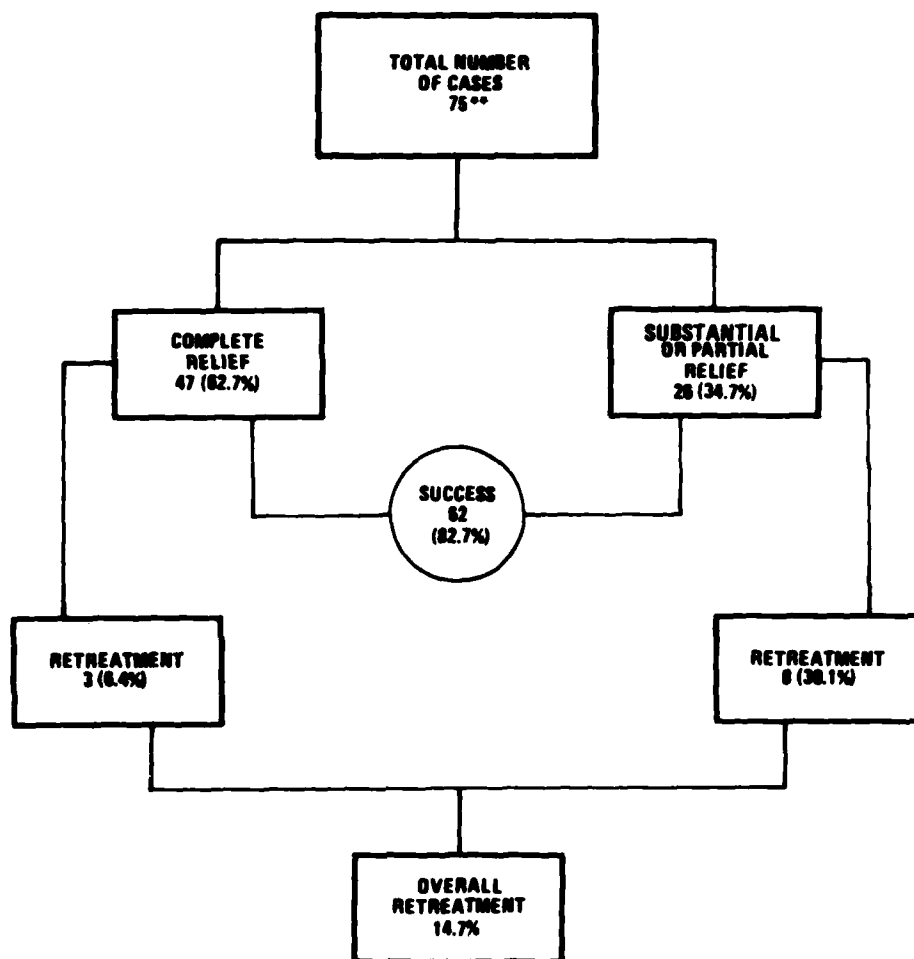 TOTAL NUMBER
OF CASES
75**
COMPLETE
RELIEF
47 (62.7%)
SUBSTANTIAL
OR PARTIAL
RELIEF
26 (34.7%)
SUCCESS
62
(82.7%)
RETREATMENT
3 (6.4%)
RETREATMENT
8 (30.1%)
OVERALL
RETREATMENT
14.7%